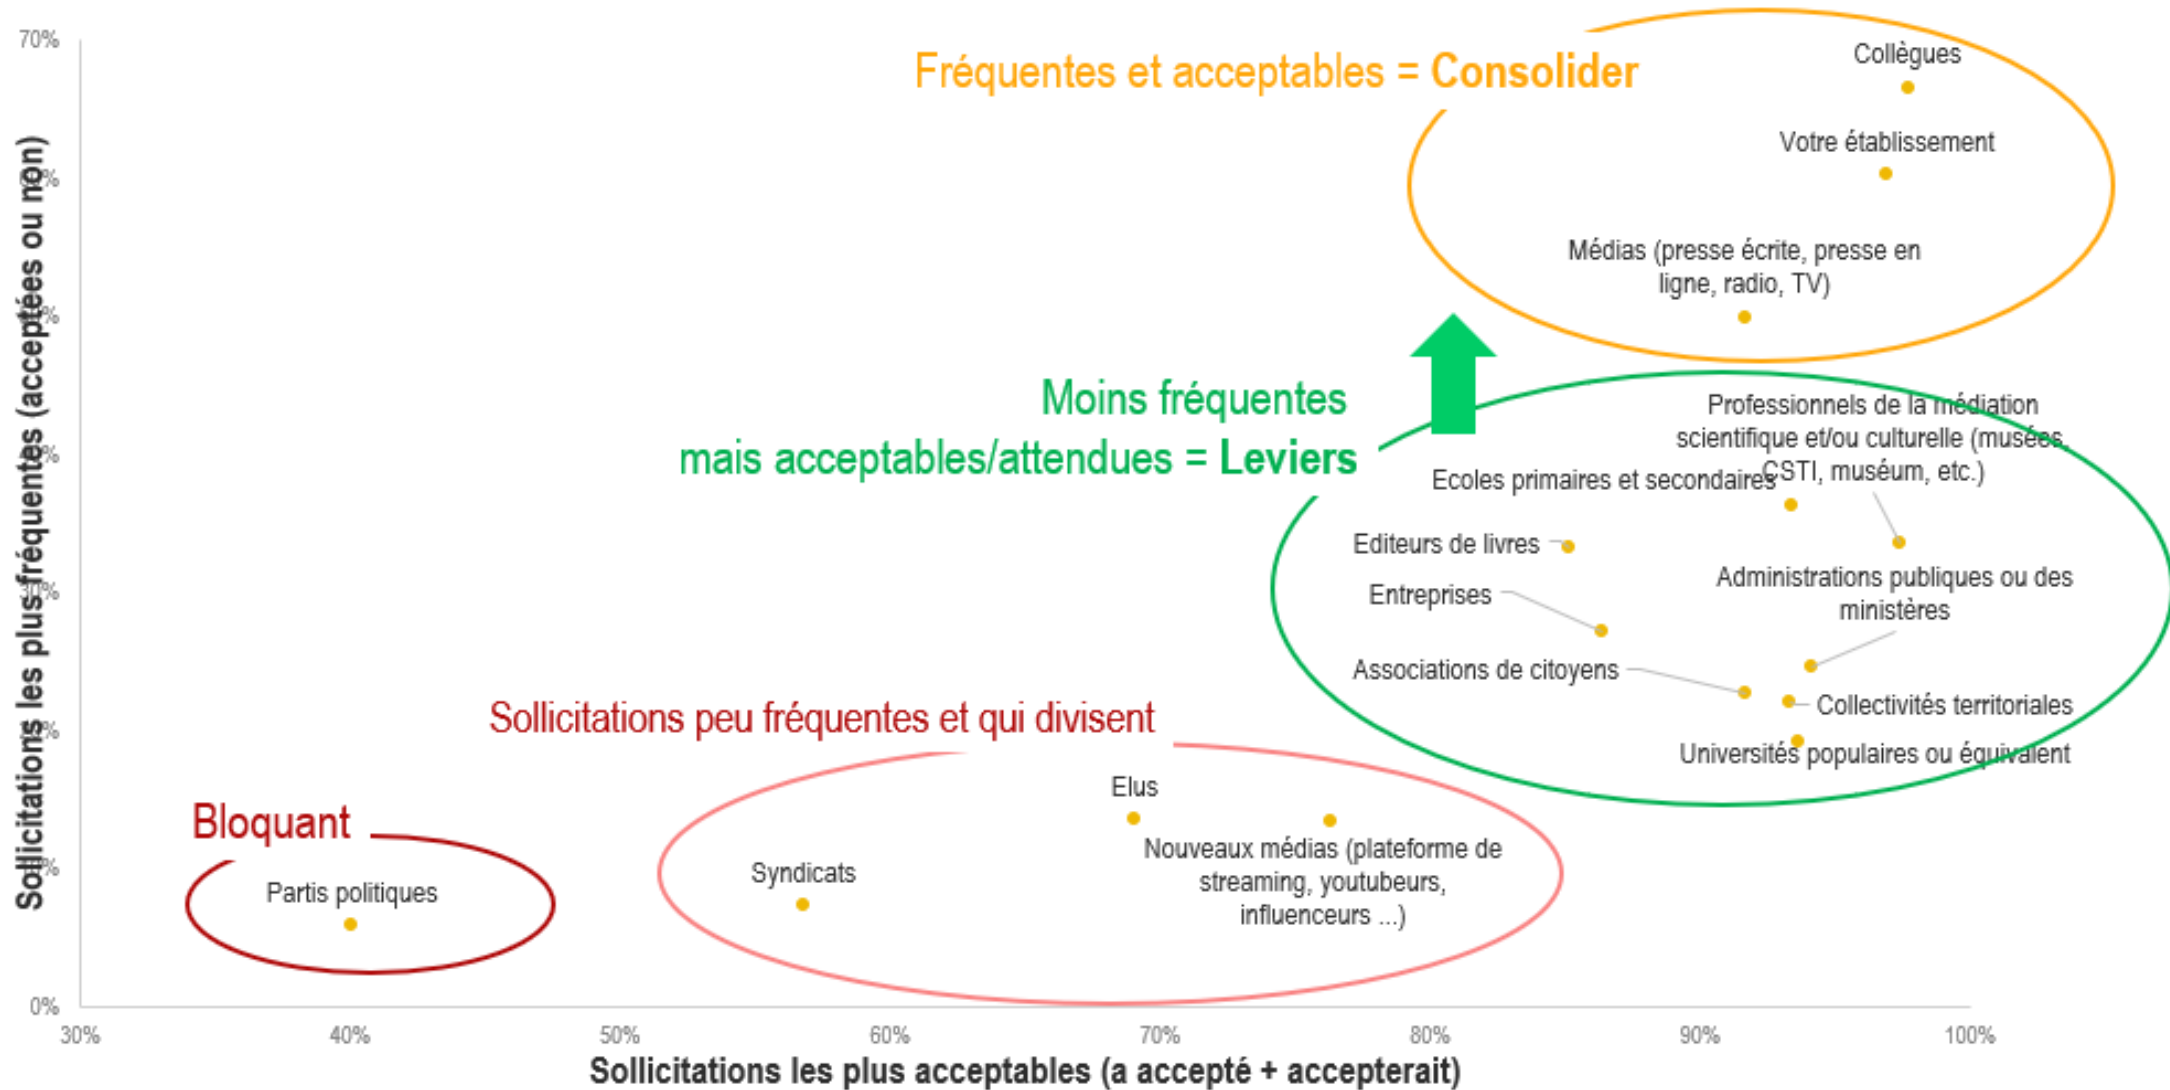 70%
Fréquentes et acceptables = Consolider
Collègues
Votre établissement
Médias (presse écrite, presse en
ligne, radio, TV)
Moins fréquentes
mais acceptables/attendues = Leviers
Professionnels de la médiation
scientifique et/ou culturelle (musées,
CSTI, muséum, etc.)
Ecoles primaires et secondaires
Editeurs de livres
Entreprises
Administrations publiques ou des
ministères
Associations de citoyens
Collectivités territoriales
Universités populaires ou équivalent
Sollicitations peu fréquentes et qui divisent
Elus
Nouveaux médias (plateforme de
streaming, youtubeurs,
influenceurs ...)
Syndicats
Bloquant
Partis politiques
Sollicitations les plus fréquentes (acceptées ou non)
0%
30%
40%
50%
60%
70%
80%
90%
100%
Sollicitations les plus acceptables (a accepté + accepterait)